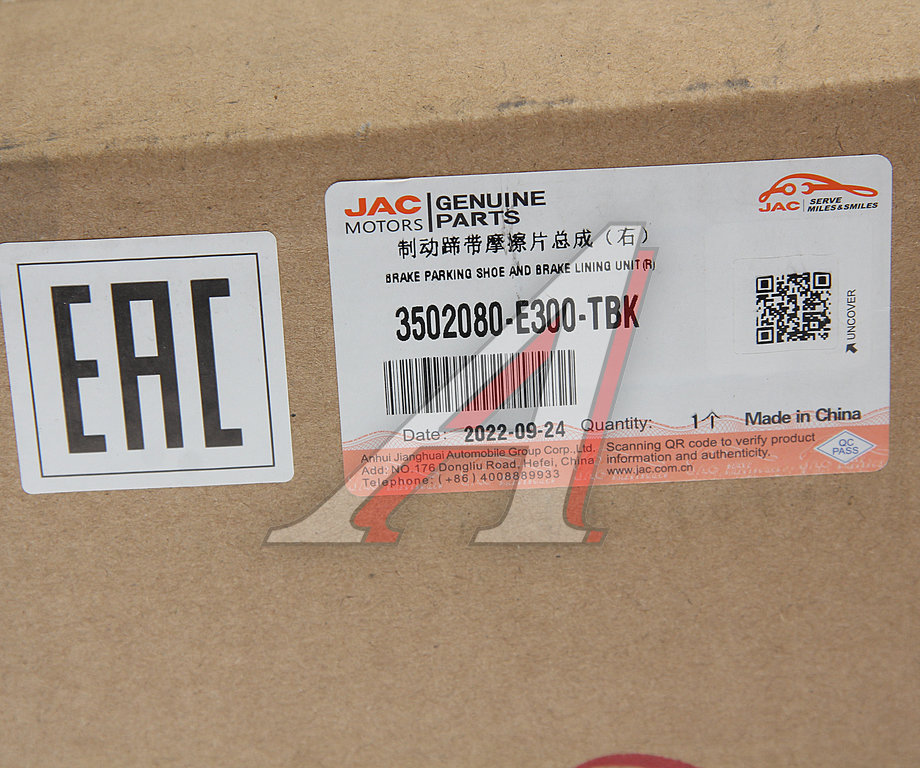 EAC
JAC
MOTORS
GENUINE
PARTS
JAC
SERVE
MILES&SMILES
制动蹄带摩擦片总成（右）
BRAKE PARKING SHOE AND BRAKE LINING UNIT(R)
3502080-E300-TBK
UNCOVER
Date: 2022-09-24 Quantity: 1个 Made in China
Anhui Jianghuai Automobile Group Corp.,Ltd.
Add: NO.176 Dongliu Road, Hefei, China
Telephone: (+86) 4008889933
Scanning QR code to verify product
information and authenticity.
www.jac.com.cn
QC
PASS